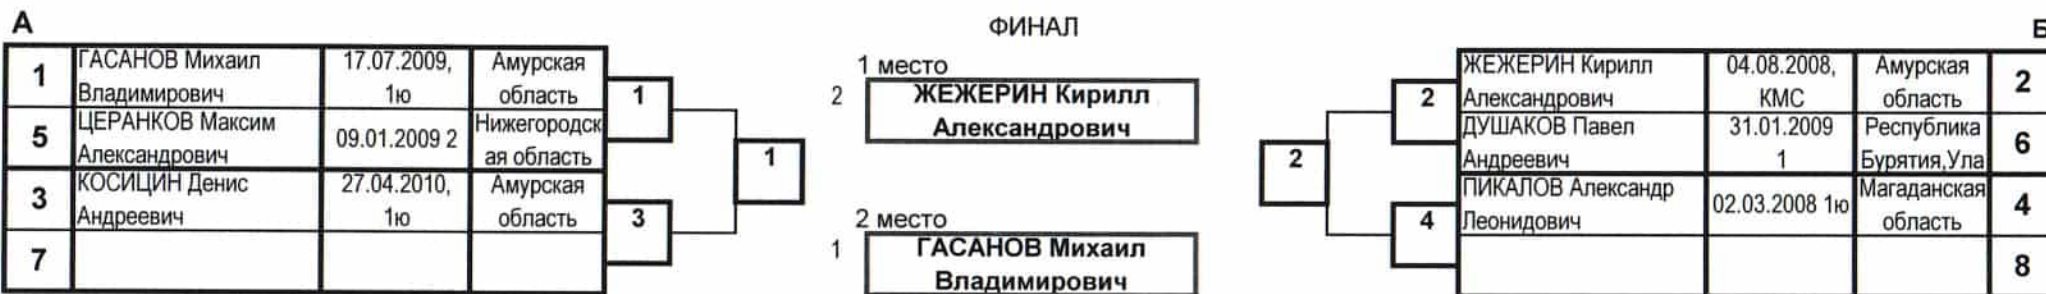 А
ФИНАЛ
Б
1
ГАСАНОВ Михаил
Владимирович
17.07.2009,
1ю
Амурская
область
5
ЦЕРАНКОВ Максим
Александрович
09.01.2009 2
Нижегородск
ая область
3
КОСИЦИН Денис
Андреевич
27.04.2010,
1ю
Амурская
область
7
1
3
1
1 место
2
ЖЕЖЕРИН Кирилл
Александрович
2 место
1
ГАСАНОВ Михаил
Владимирович
2
2
4
ЖЕЖЕРИН Кирилл
Александрович
04.08.2008,
КМС
Амурская
область
2
ДУШАКОВ Павел
Андреевич
31.01.2009
1
Республика
Бурятия,Ула
6
ПИКАЛОВ Александр
Леонидович
02.03.2008 1ю
Магаданская
область
4
8